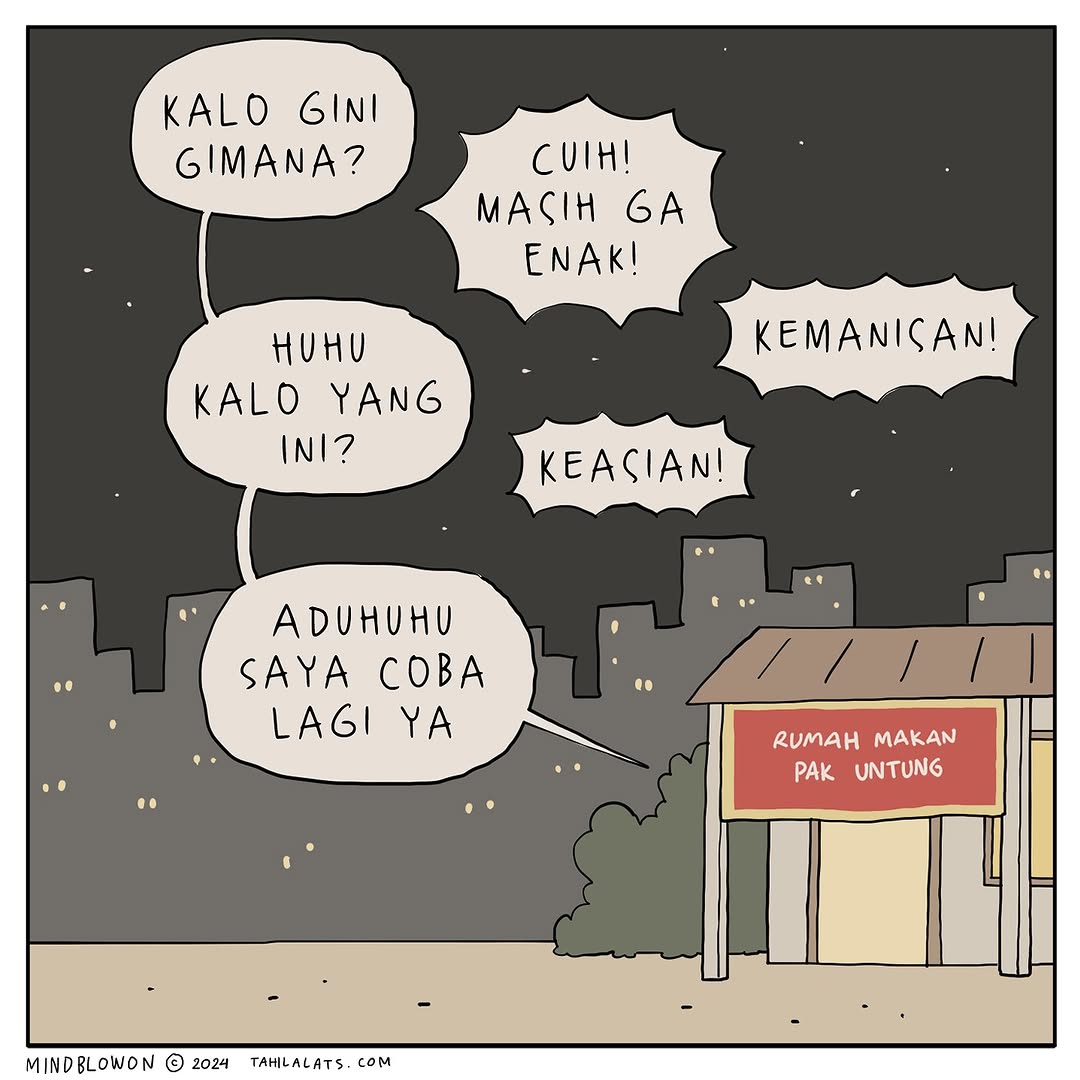 KALO GINI
GIMANA?
CUIH!
MASIH GA
ENAK!
HUHU
KALO YANG
INI?
KEMANISAN!
KEASIAN!
ADUHUHU
SAYA COBA
LAGI YA
RUMAH MAKAN
PAK UNTUNG
MINDBLOWON © 2024 TAHILALATS.COM